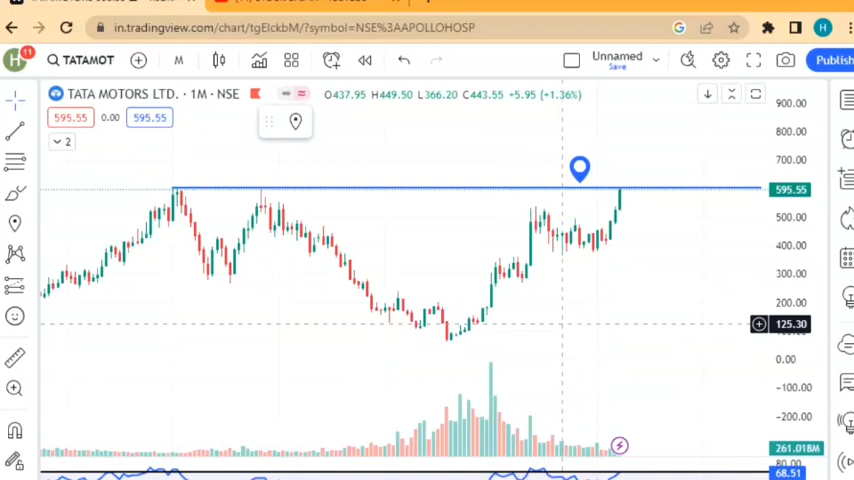 in.tradingview.com/chart/tgElckbM/?symbol=NSE%3AAPOLLOHOSP
H
H 11
TATAMOT
M
Unnamed
Save
Publish
TATA MOTORS LTD. · 1M · NSE
O437.95 H449.50 L366.20 C443.55 +5.95 (+1.36%)
595.55 0.00 595.55
2
900.00
800.00
700.00
595.55
500.00
400.00
300.00
200.00
125.30
0.00
−100.00
−200.00
261.018M
80.00
68.51